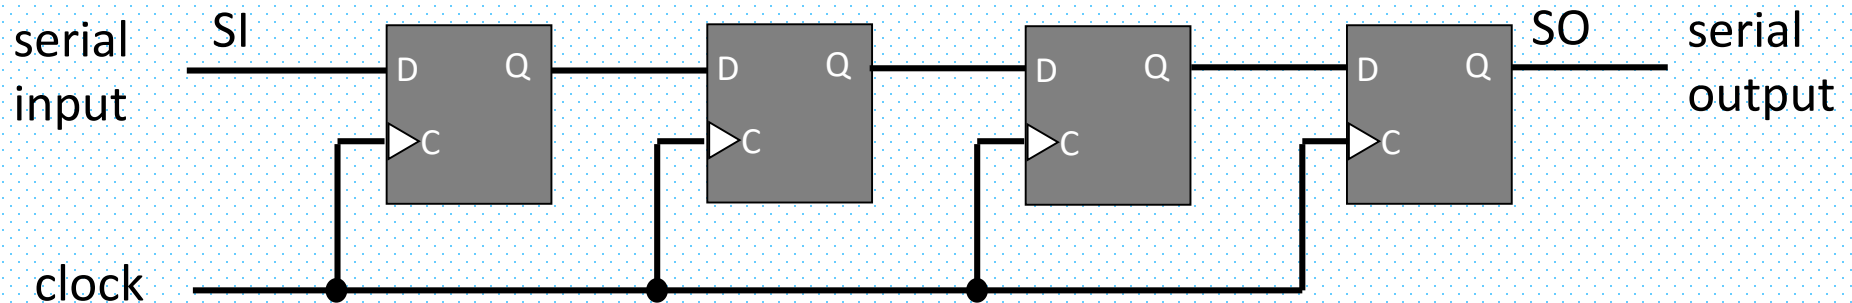 serial
input
SI
D Q
C
D Q
C
D Q
C
D Q
C
SO
serial
output
clock